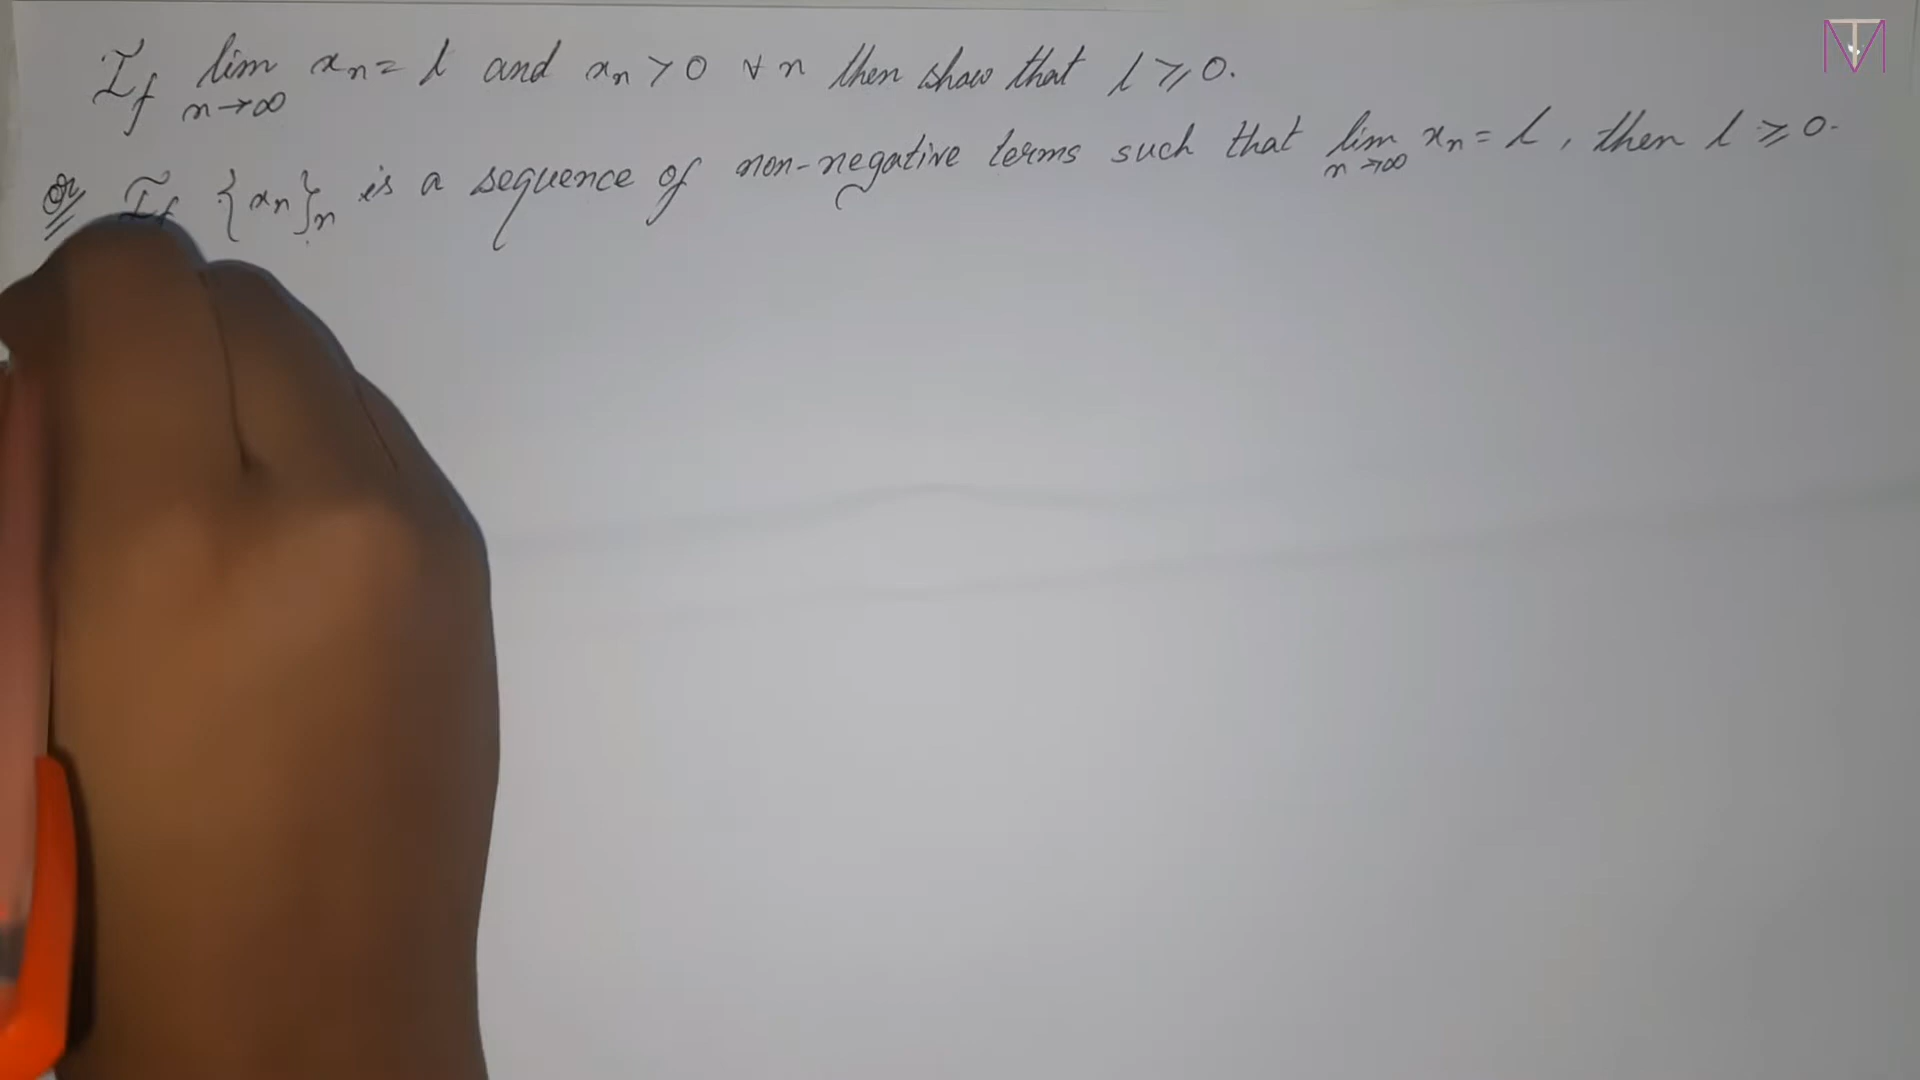 If lim n→∞ xn = l and xn > 0 ∀ n then show that l ≥ 0.
Or If {xn}n is a sequence of non-negative terms such that lim n→∞ xn = l, then l ≥ 0.